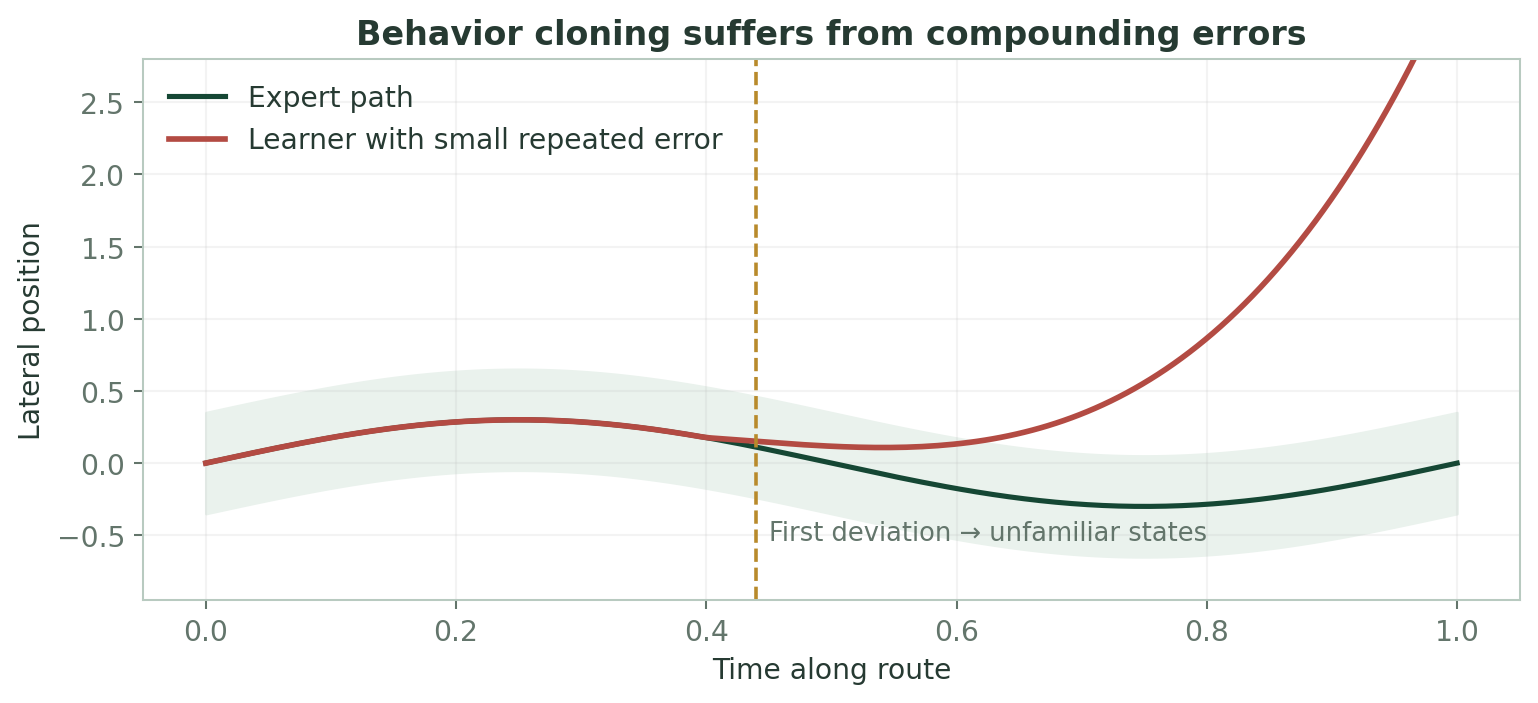 Behavior cloning suffers from compounding errors
Expert path
Learner with small repeated error
2.5
2.0
1.5
1.0
0.5
0.0
−0.5
Lateral position
First deviation → unfamiliar states
0.0 0.2 0.4 0.6 0.8 1.0
Time along route